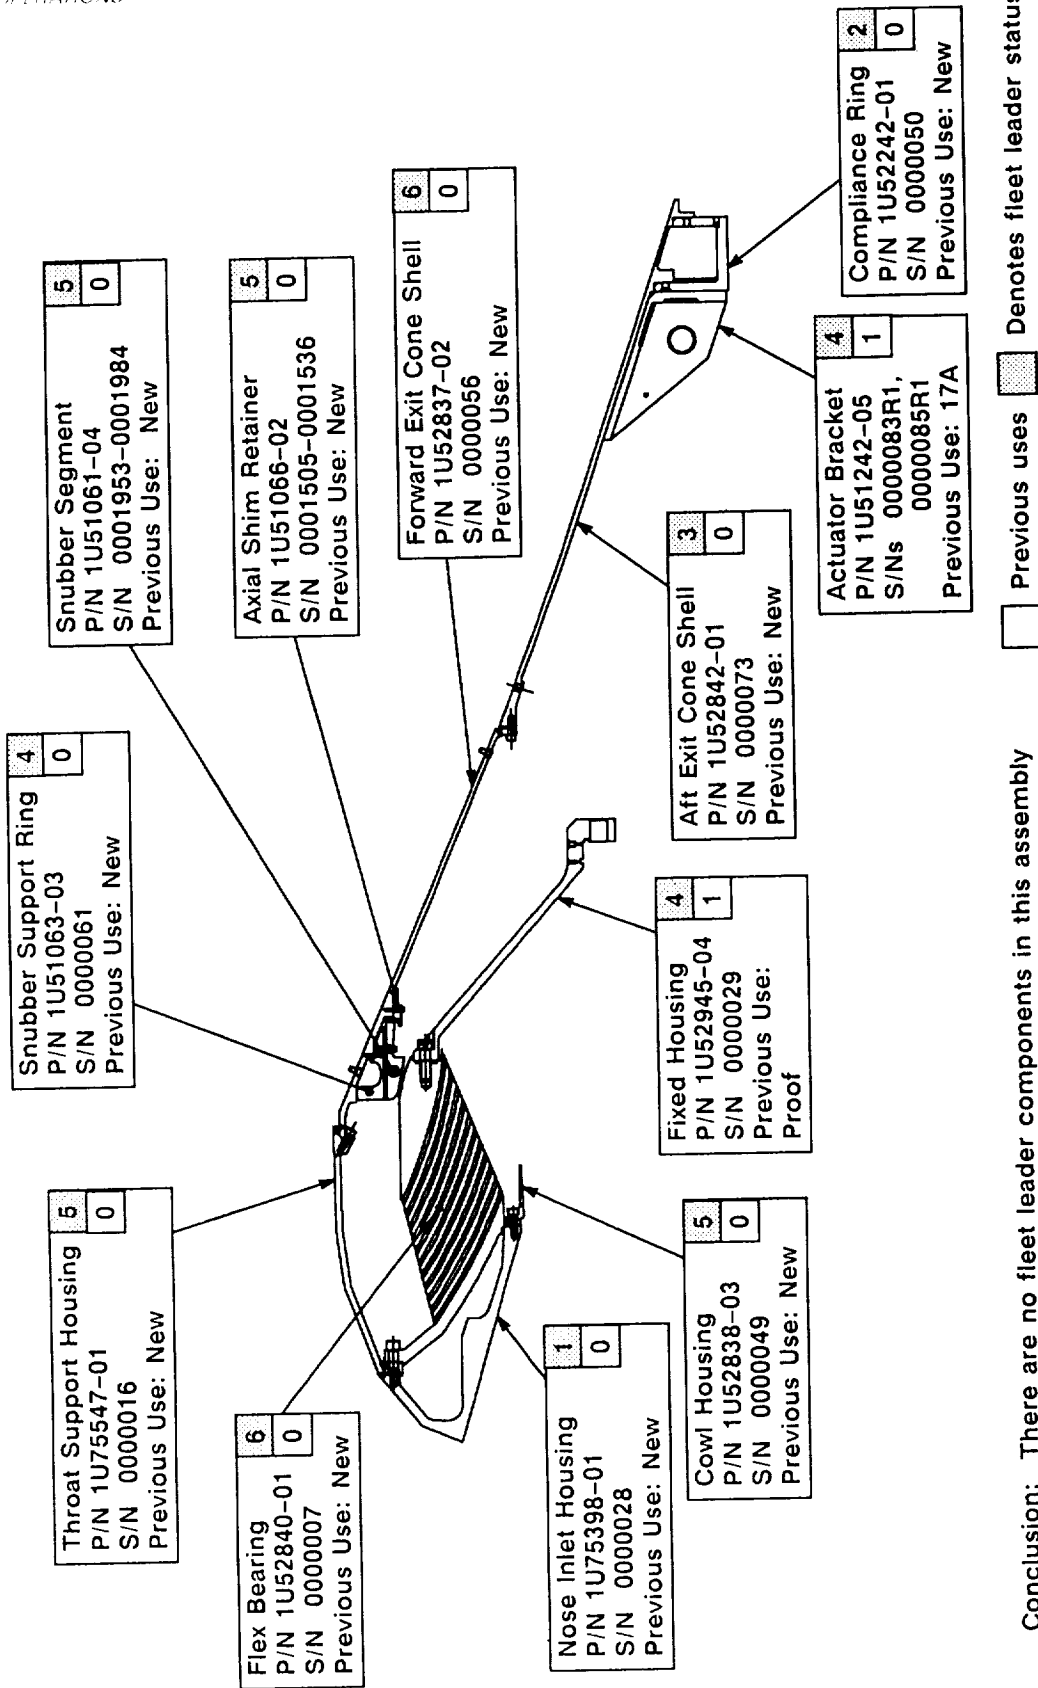 Throat Support Housing
P/N 1U75547-01
S/N 0000016
Previous Use: New
5
0
Snubber Support Ring
P/N 1U51063-03
S/N 0000061
Previous Use: New
4
0
Snubber Segment
P/N 1U51061-04
S/N 0001953-0001984
Previous Use: New
5
0
Flex Bearing
P/N 1U52840-01
S/N 0000007
Previous Use: New
6
0
Axial Shim Retainer
P/N 1U51066-02
S/N 0001505-0001536
Previous Use: New
5
0
Forward Exit Cone Shell
P/N 1U52837-02
S/N 0000056
Previous Use: New
6
0
Nose Inlet Housing
P/N 1U75398-01
S/N 0000028
Previous Use: New
1
0
Cowl Housing
P/N 1U52838-03
S/N 0000049
Previous Use: New
5
0
Fixed Housing
P/N 1U52945-04
S/N 0000029
Previous Use:
Proof
4
1
Aft Exit Cone Shell
P/N 1U52842-01
S/N 0000073
Previous Use: New
3
0
Actuator Bracket
P/N 1U51242-05
S/Ns 0000083R1,
0000085R1
Previous Use: 17A
4
1
Compliance Ring
P/N 1U52242-01
S/N 0000050
Previous Use: New
2
0
Previous uses
Denotes fleet leader status
Conclusion: There are no fleet leader components in this assembly